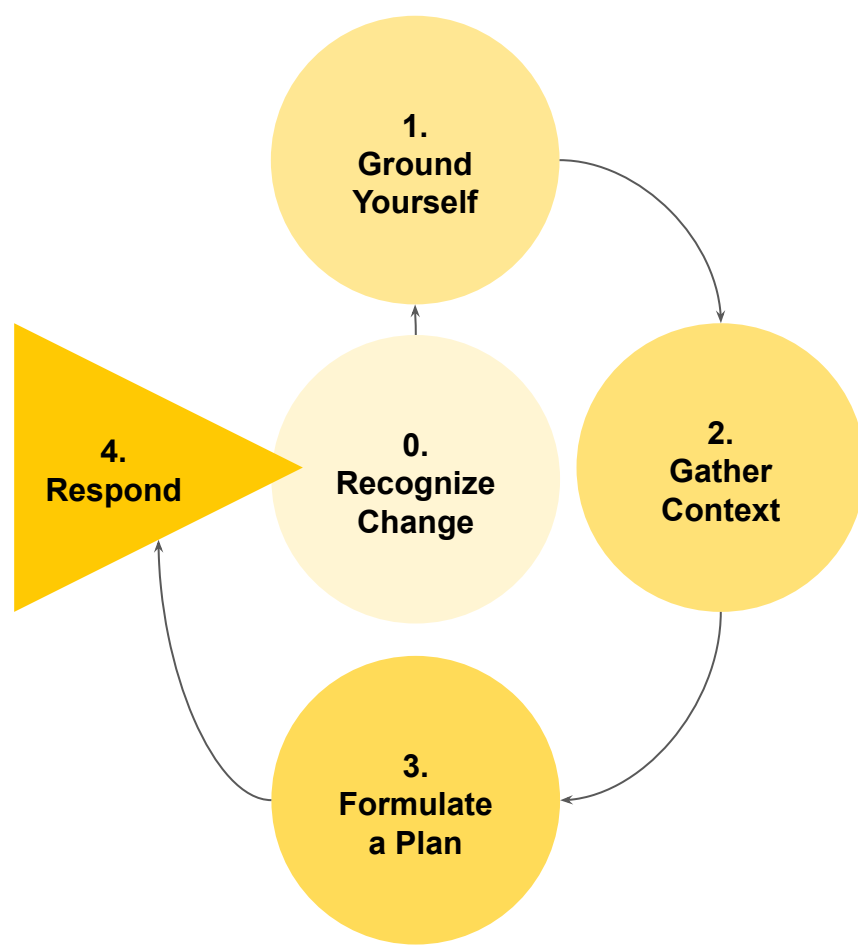 0.
Recognize
Change
1.
Ground
Yourself
2.
Gather
Context
3.
Formulate
a Plan
4.
Respond